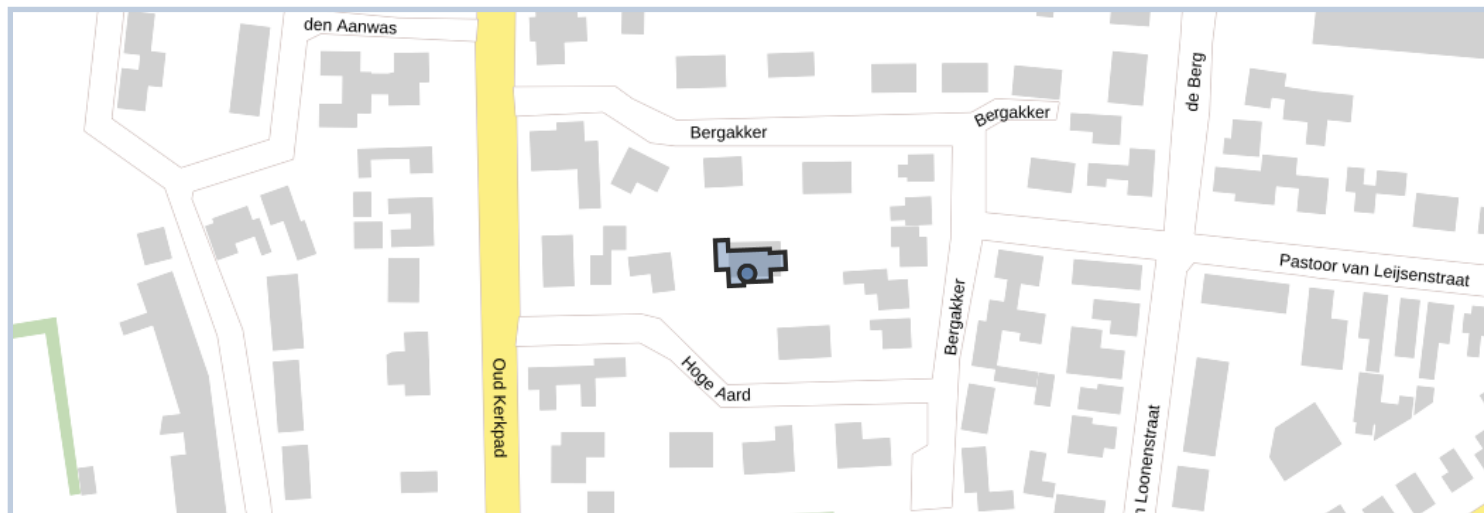 den Aanwas
de Berg
Bergakker
Bergakker
Pastoor van Leijsenstraat
Bergakker
Oud Kerkpad
Hoge Aard
Loonenstraat